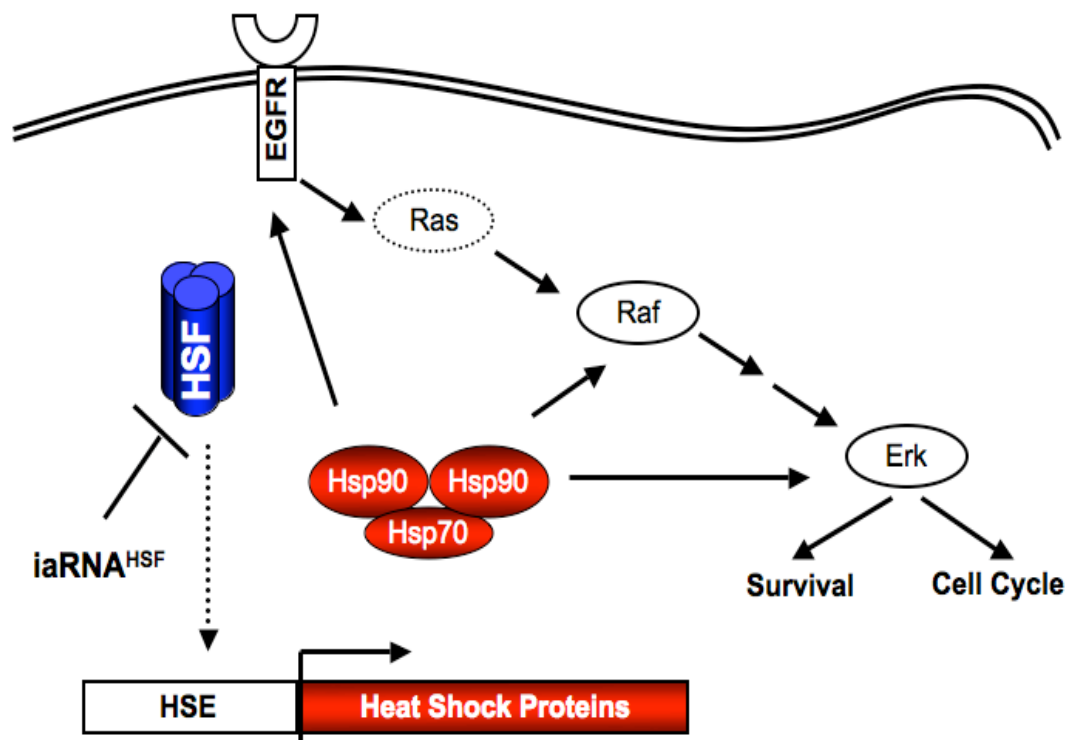 EGFR
Ras
Raf
HSF
Erk
Hsp90 Hsp90
Hsp70
iaRNAHSF
Survival Cell Cycle
HSE Heat Shock Proteins